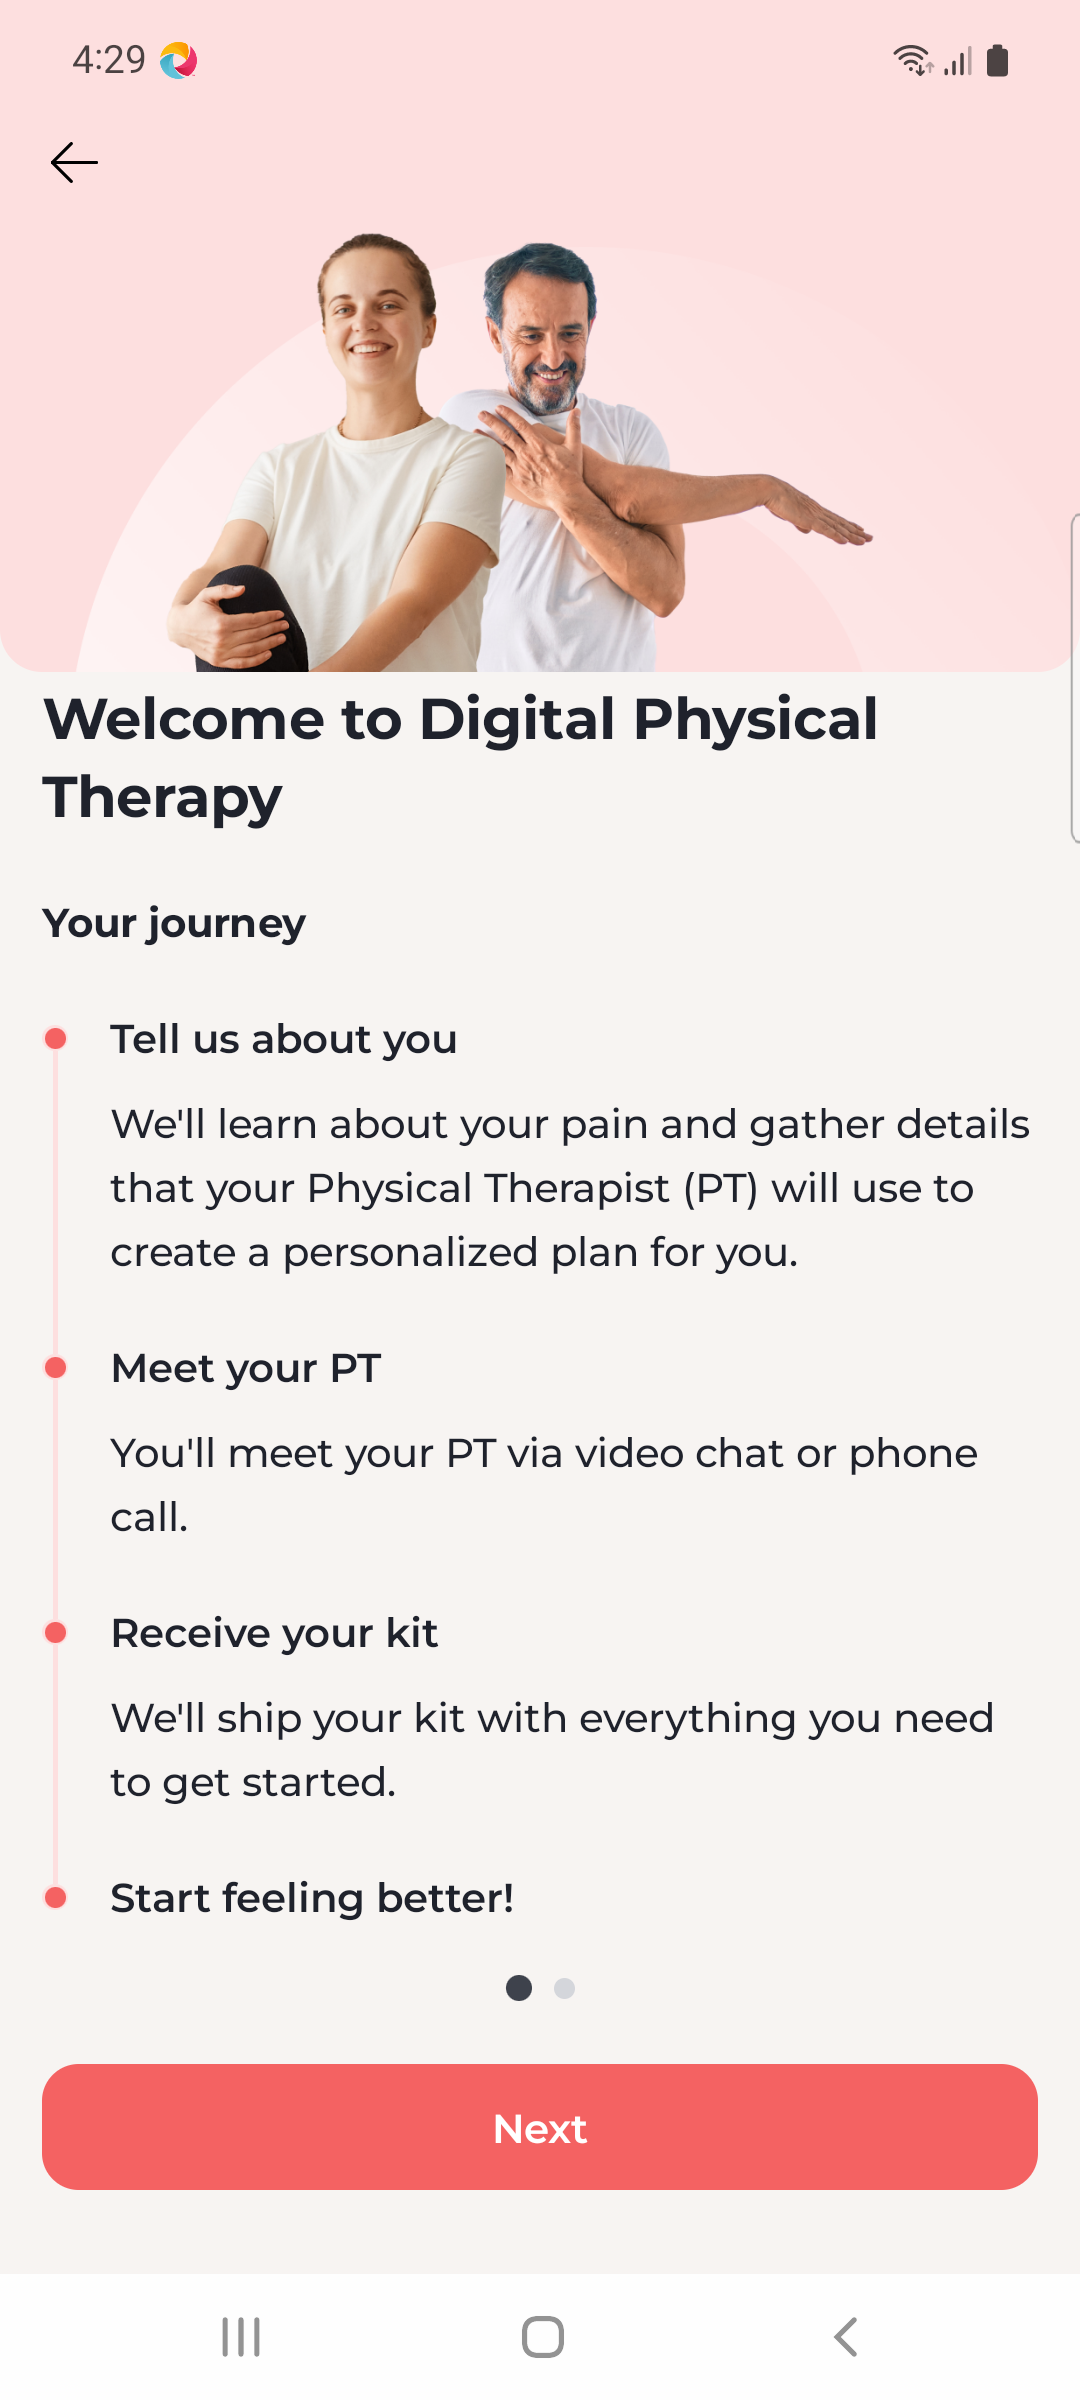 4:29
Welcome to Digital Physical
Therapy
Your journey
Tell us about you
We'll learn about your pain and gather details
that your Physical Therapist (PT) will use to
create a personalized plan for you.
Meet your PT
You'll meet your PT via video chat or phone
call.
Receive your kit
We'll ship your kit with everything you need
to get started.
Start feeling better!
Next